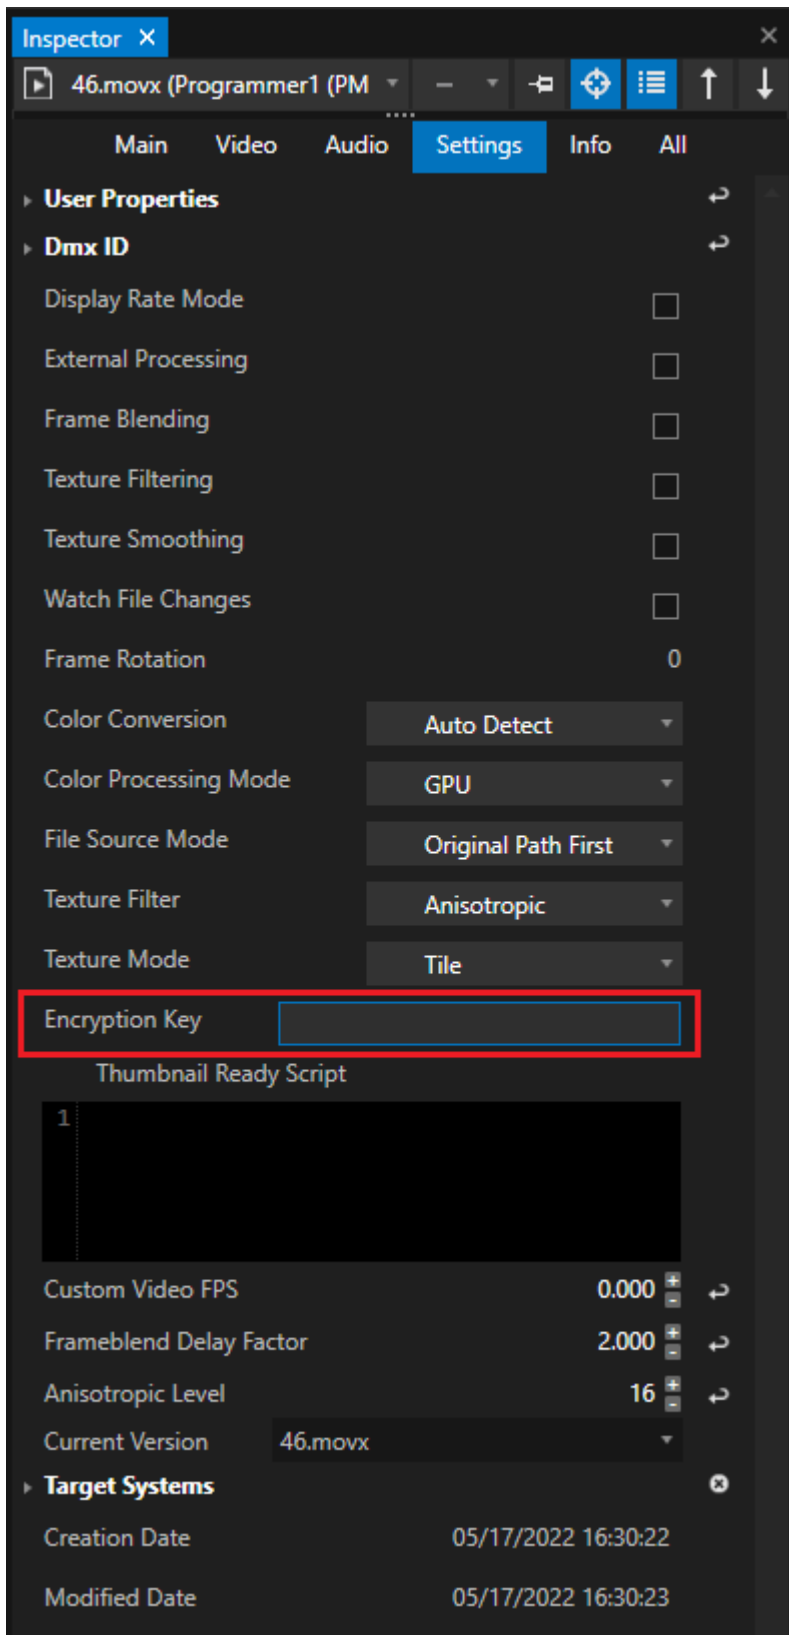 Inspector
46.movx (Programmer1 (PM
Main Video Audio Settings Info All
User Properties
Dmx ID
Display Rate Mode
External Processing
Frame Blending
Texture Filtering
Texture Smoothing
Watch File Changes
Frame Rotation 0
Color Conversion Auto Detect
Color Processing Mode GPU
File Source Mode Original Path First
Texture Filter Anisotropic
Texture Mode Tile
Encryption Key
Thumbnail Ready Script
1
Custom Video FPS 0.000
Frameblend Delay Factor 2.000
Anisotropic Level 16
Current Version 46.movx
Target Systems
Creation Date 05/17/2022 16:30:22
Modified Date 05/17/2022 16:30:23